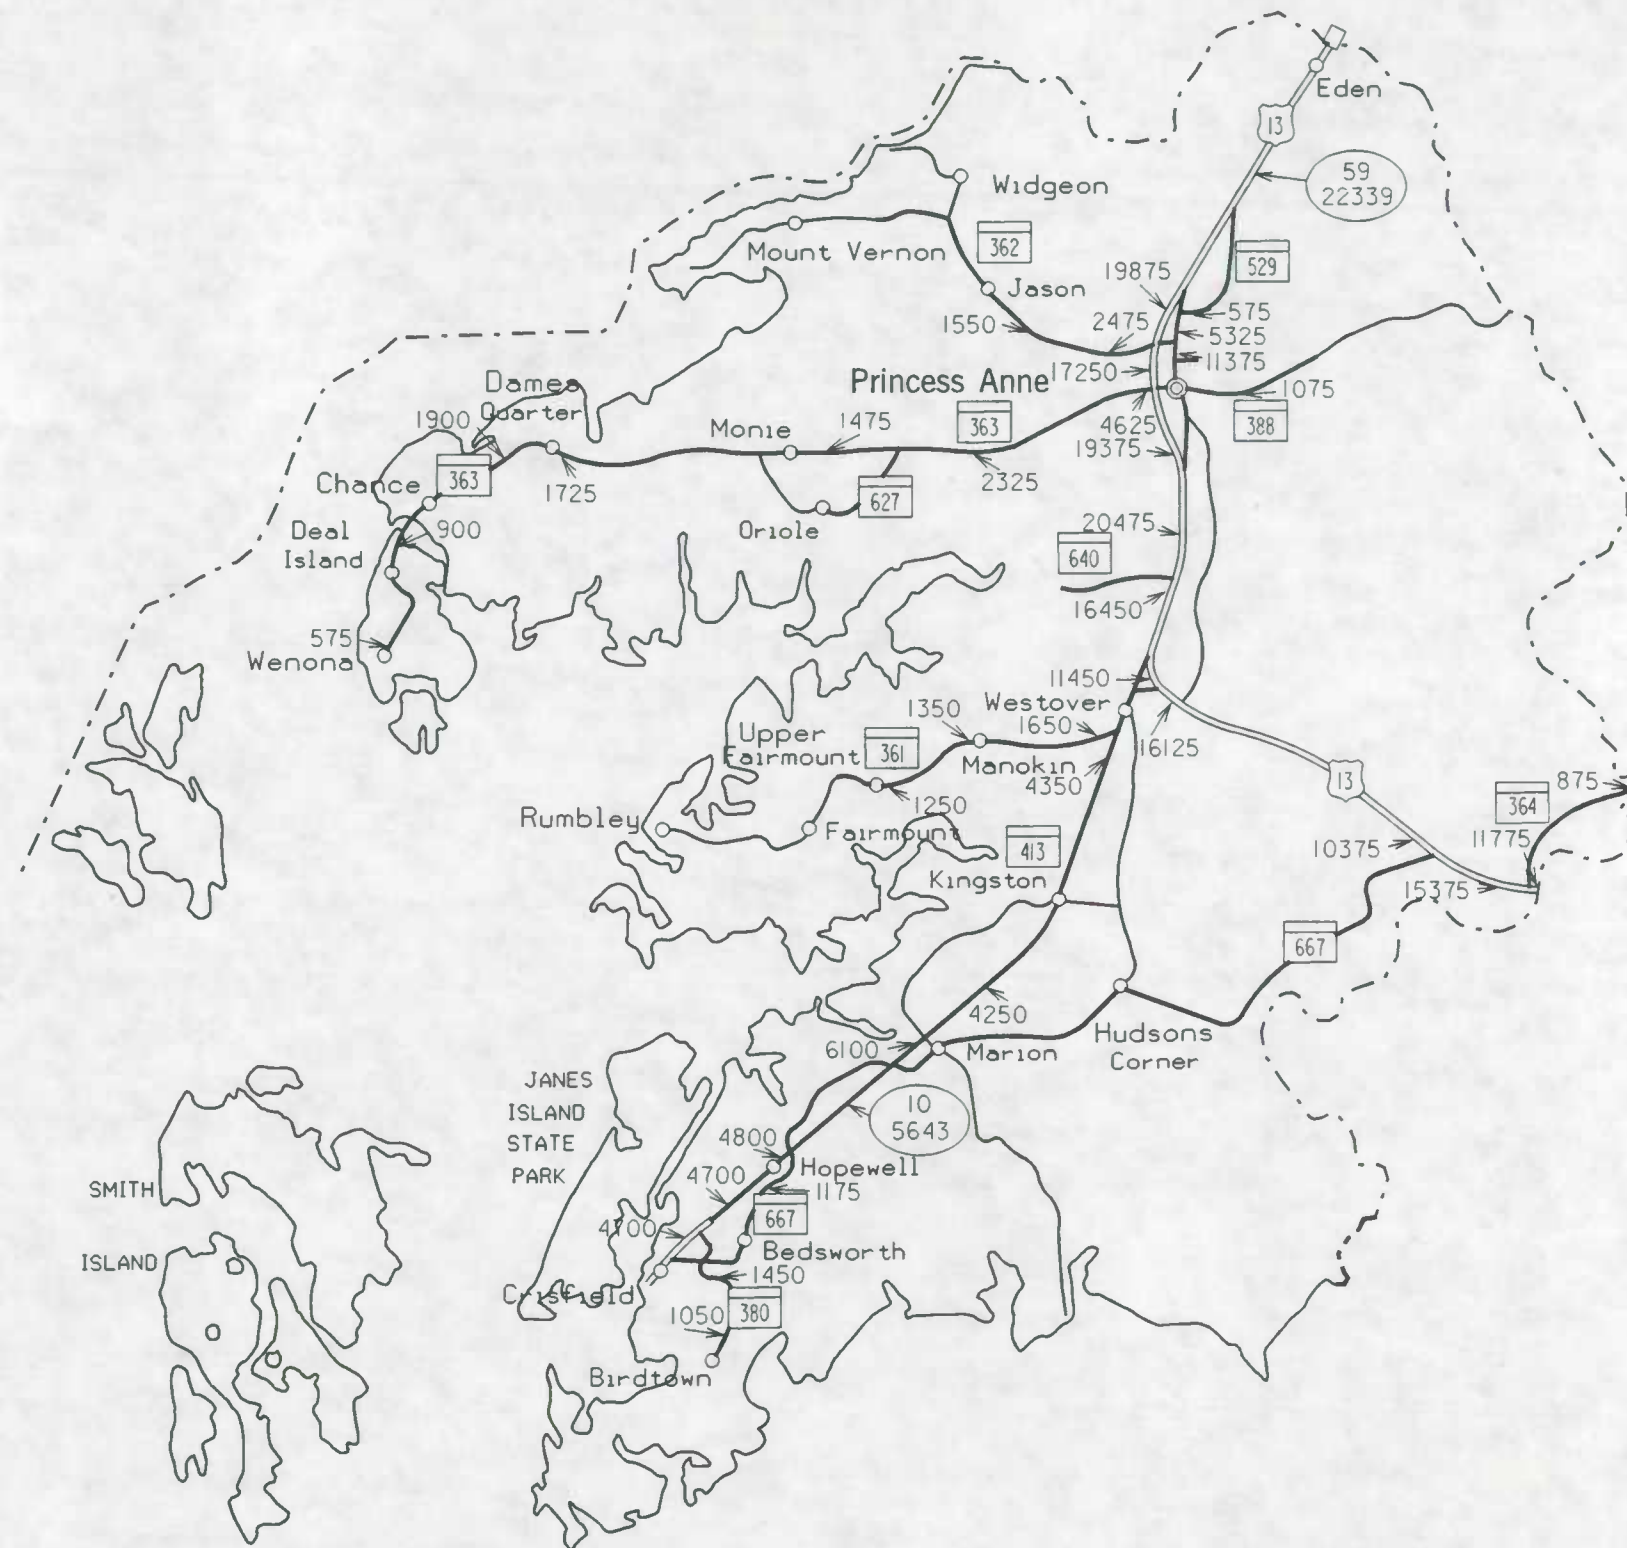 Eden
13
59
22339
Widgeon
362
Mount Vernon
529
19875
Jason
575
1550
2475
5325
11375
Princess Anne
17250
Dames
Quarter
1075
1900
1475
363
4625
388
Monie
19375
363
Chance
1725
2325
627
Deal
Island
900
Oriole
20475
640
16450
575
Wenona
11450
Westover
1350
1650
Upper
Fairmount
361
16125
Manokin
4350
13
875
364
1250
Rumbley
Fairmount
413
10375
11775
Kingston
15375
667
4250
Hudsons
Corner
6100
Marion
JANES
ISLAND
STATE
PARK
10
5643
4800
Hopewell
4700
1175
SMITH
667
4700
Bedsworth
ISLAND
1450
Crisfield
1050
380
Birdtown